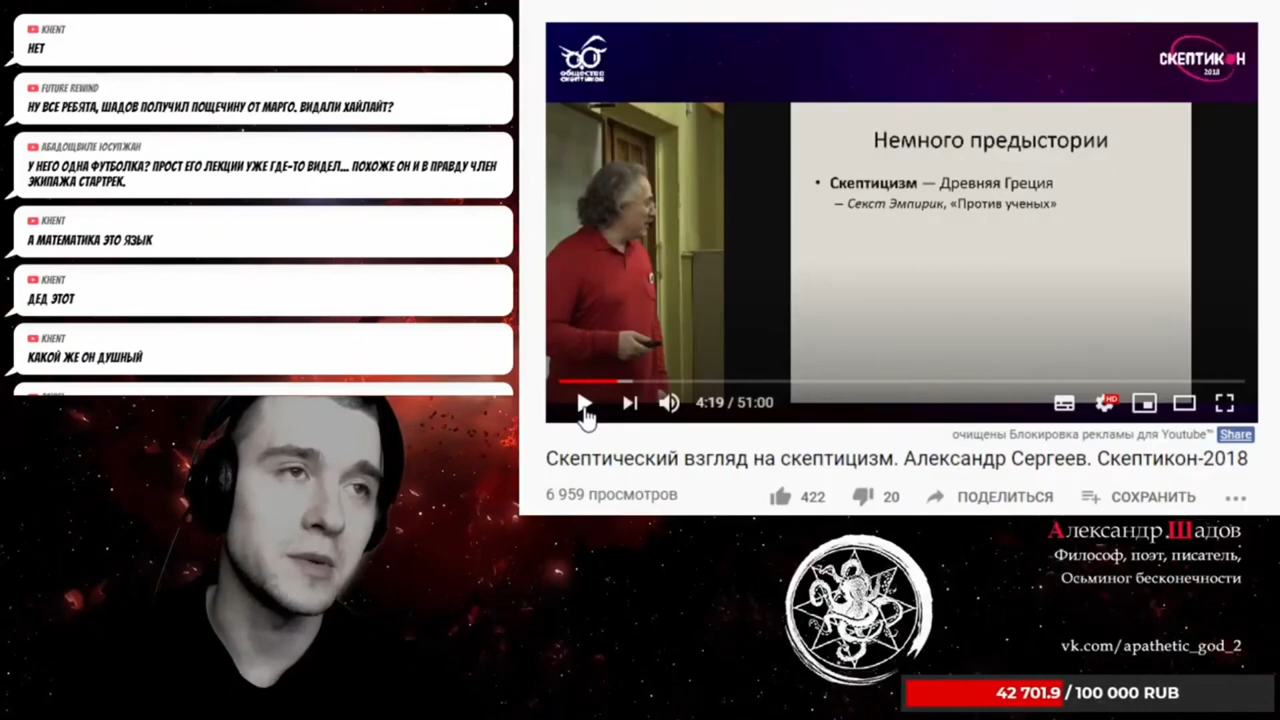 KHENT
НЕТ
FUTURE REWIND
НУ ВСЕ РЕБЯТА, ШАДОВ ПОЛУЧИЛ ПОЩЕЧИНУ ОТ МАРГО. ВИДАЛИ ХАЙЛАЙТ?
АБАДОЩВИЛЕ ЮСУПЖАН
У НЕГО ОДНА ФУТБОЛКА? ПРОСТ ЕГО ЛЕКЦИИ УЖЕ ГДЕ-ТО ВИДЕЛ... ПОХОЖЕ ОН И В ПРАВДУ ЧЛЕН
ЭКИПАЖА СТАРТРЕК.
KHENT
А МАТЕМАТИКА ЭТО ЯЗЫК
KHENT
ДЕД ЭТОТ
KHENT
КАКОЙ ЖЕ ОН ДУШНЫЙ
общество
скептиков
СКЕПТИКОН
2018
Немного предыстории
• Скептицизм — Древняя Греция
– Секст Эмпирик, «Против ученых»
4:19 / 51:00
HD
очищены Блокировка рекламы для Youtube™ Share
Скептический взгляд на скептицизм. Александр Сергеев. Скептикон-2018
6 959 просмотров
422
20
ПОДЕЛИТЬСЯ
СОХРАНИТЬ
Александр Шадов
Философ, поэт, писатель,
Осьминог бесконечности
vk.com/apathetic_god_2
42 701.9 / 100 000 RUB